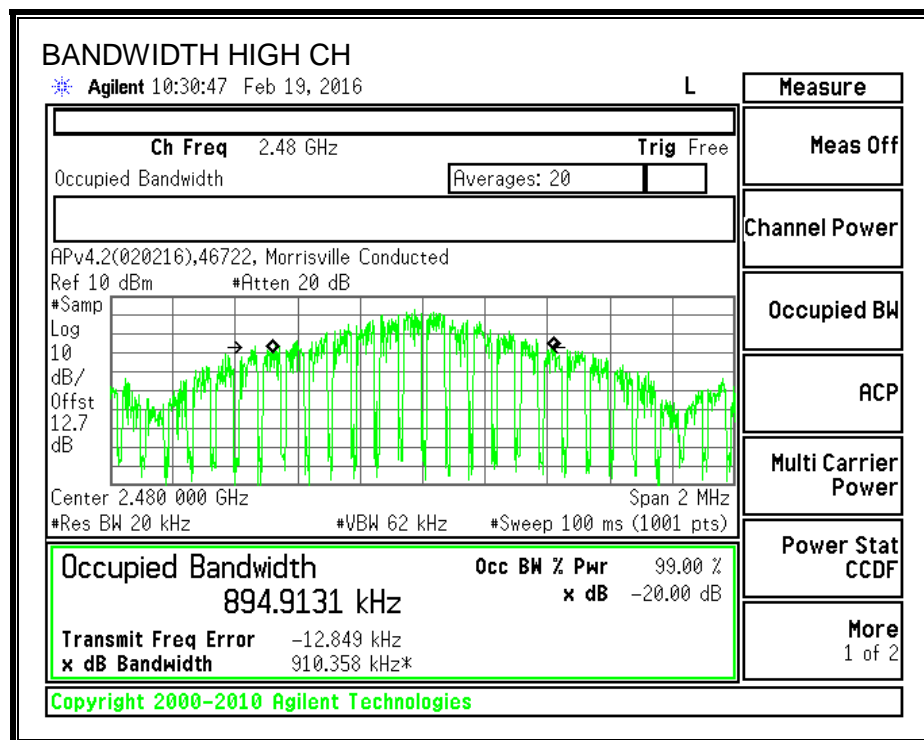 BANDWIDTH HIGH CH
Agilent 10:30:47 Feb 19, 2016 L
Measure
Ch Freq 2.48 GHz Trig Free
Meas Off
Occupied Bandwidth Averages: 20
Channel Power
APv4.2(020216),46722, Morrisville Conducted
Ref 10 dBm #Atten 20 dB
#Samp
Log
10
dB/
Offst
12.7
dB
Occupied BW
ACP
Multi Carrier
Power
Center 2.480 000 GHz Span 2 MHz
#Res BW 20 kHz #VBW 62 kHz #Sweep 100 ms (1001 pts)
Power Stat
CCDF
Occupied Bandwidth Occ BW % Pwr 99.00 %
894.9131 kHz x dB -20.00 dB
Transmit Freq Error -12.849 kHz
x dB Bandwidth 910.358 kHz*
More
1 of 2
Copyright 2000-2010 Agilent Technologies